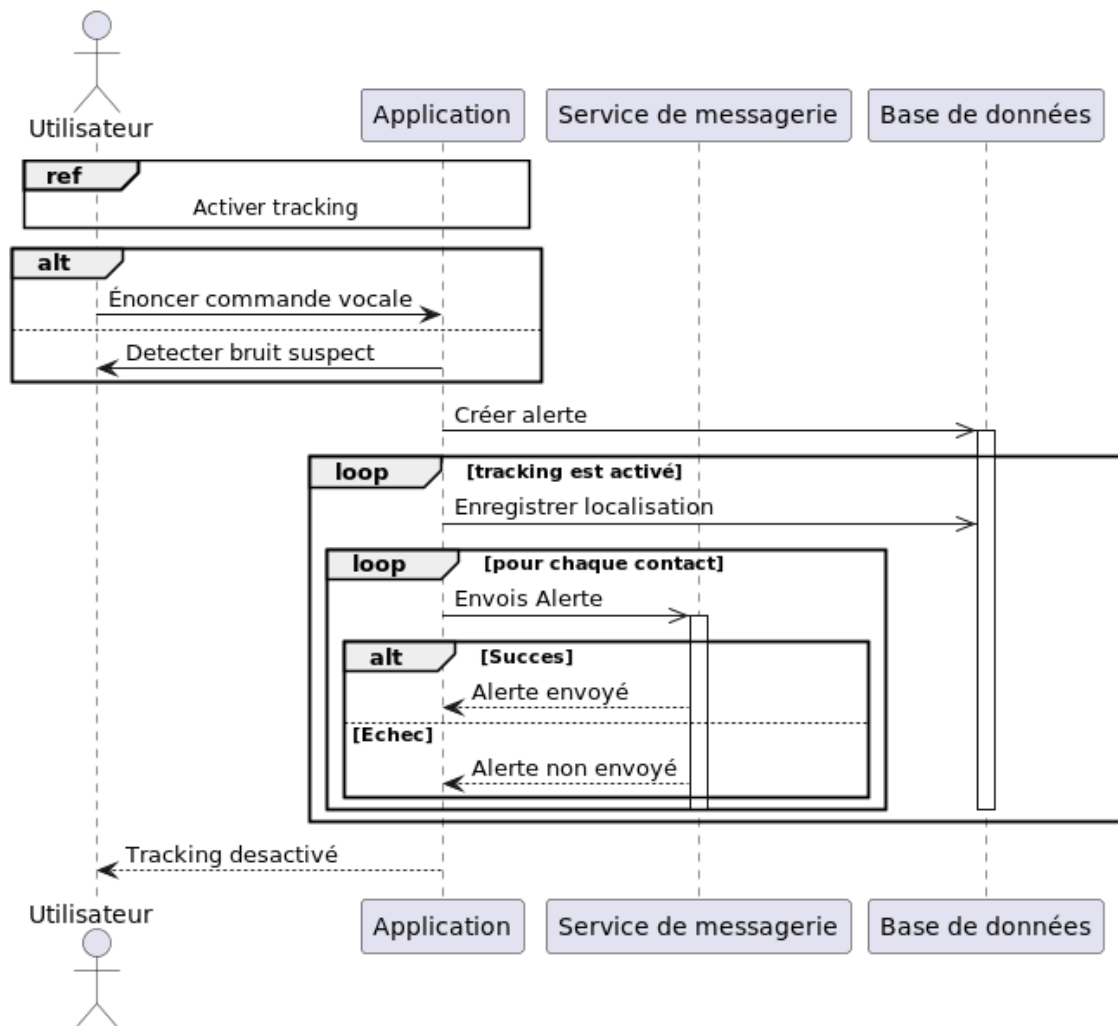 Utilisateur
Application
Service de messagerie
Base de données
ref
Activer tracking
alt
Énoncer commande vocale
Detecter bruit suspect
Créer alerte
loop [tracking est activé]
Enregistrer localisation
loop [pour chaque contact]
Envois Alerte
alt [Succes]
Alerte envoyé
[Echec]
Alerte non envoyé
Tracking desactivé
Utilisateur
Application
Service de messagerie
Base de données